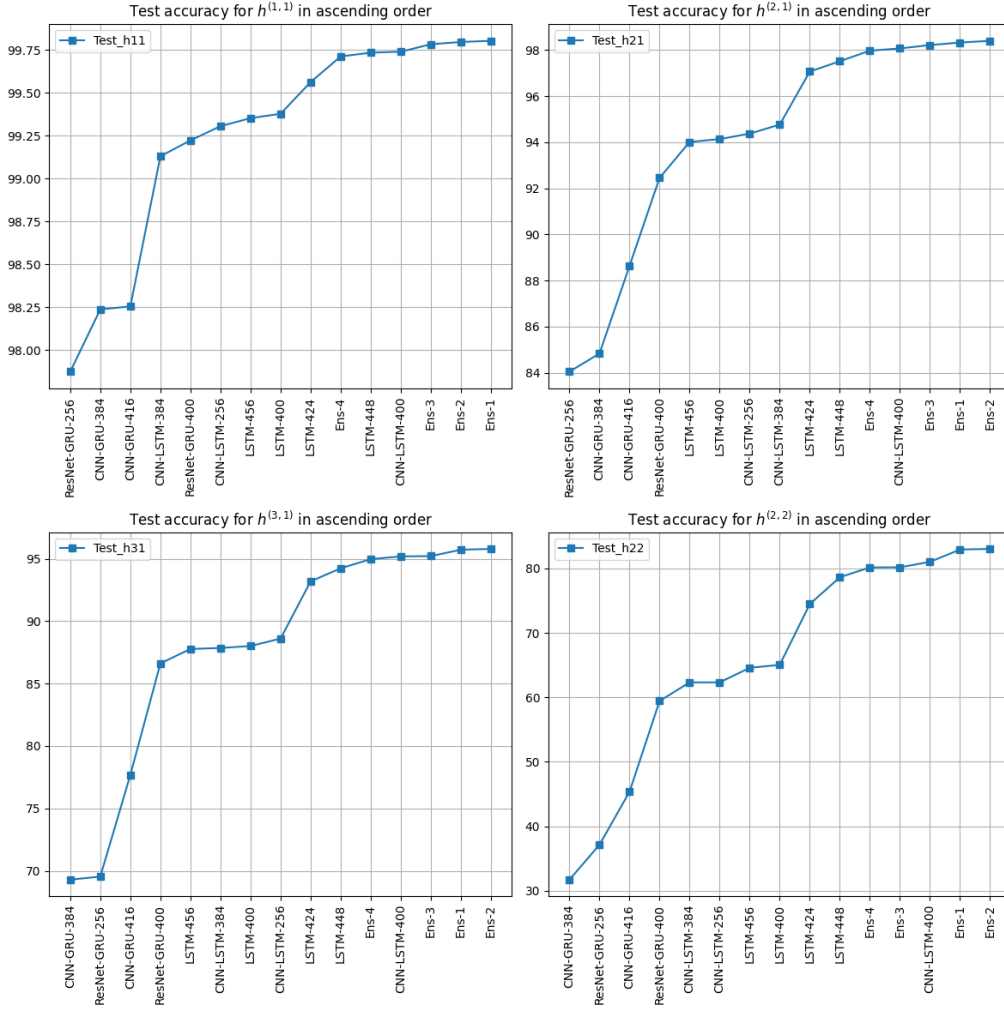 Test accuracy for h^(1,1) in ascending order
Test_h11
99.75
99.50
99.25
99.00
98.75
98.50
98.25
98.00
ResNet-GRU-256
CNN-GRU-384
CNN-GRU-416
CNN-LSTM-384
ResNet-GRU-400
CNN-LSTM-256
LSTM-456
LSTM-400
LSTM-424
Ens-4
LSTM-448
CNN-LSTM-400
Ens-3
Ens-2
Ens-1
Test accuracy for h^(2,1) in ascending order
Test_h21
98
96
94
92
90
88
86
84
ResNet-GRU-256
CNN-GRU-384
CNN-GRU-416
ResNet-GRU-400
LSTM-456
LSTM-400
CNN-LSTM-256
CNN-LSTM-384
LSTM-424
LSTM-448
Ens-4
CNN-LSTM-400
Ens-3
Ens-1
Ens-2
Test accuracy for h^(3,1) in ascending order
Test_h31
95
90
85
80
75
70
CNN-GRU-384
ResNet-GRU-256
CNN-GRU-416
ResNet-GRU-400
LSTM-456
CNN-LSTM-384
LSTM-400
CNN-LSTM-256
LSTM-424
LSTM-448
Ens-4
CNN-LSTM-400
Ens-3
Ens-1
Ens-2
Test accuracy for h^(2,2) in ascending order
Test_h22
80
70
60
50
40
30
CNN-GRU-384
ResNet-GRU-256
CNN-GRU-416
ResNet-GRU-400
CNN-LSTM-384
CNN-LSTM-256
LSTM-456
LSTM-400
LSTM-424
LSTM-448
Ens-4
Ens-3
CNN-LSTM-400
Ens-1
Ens-2